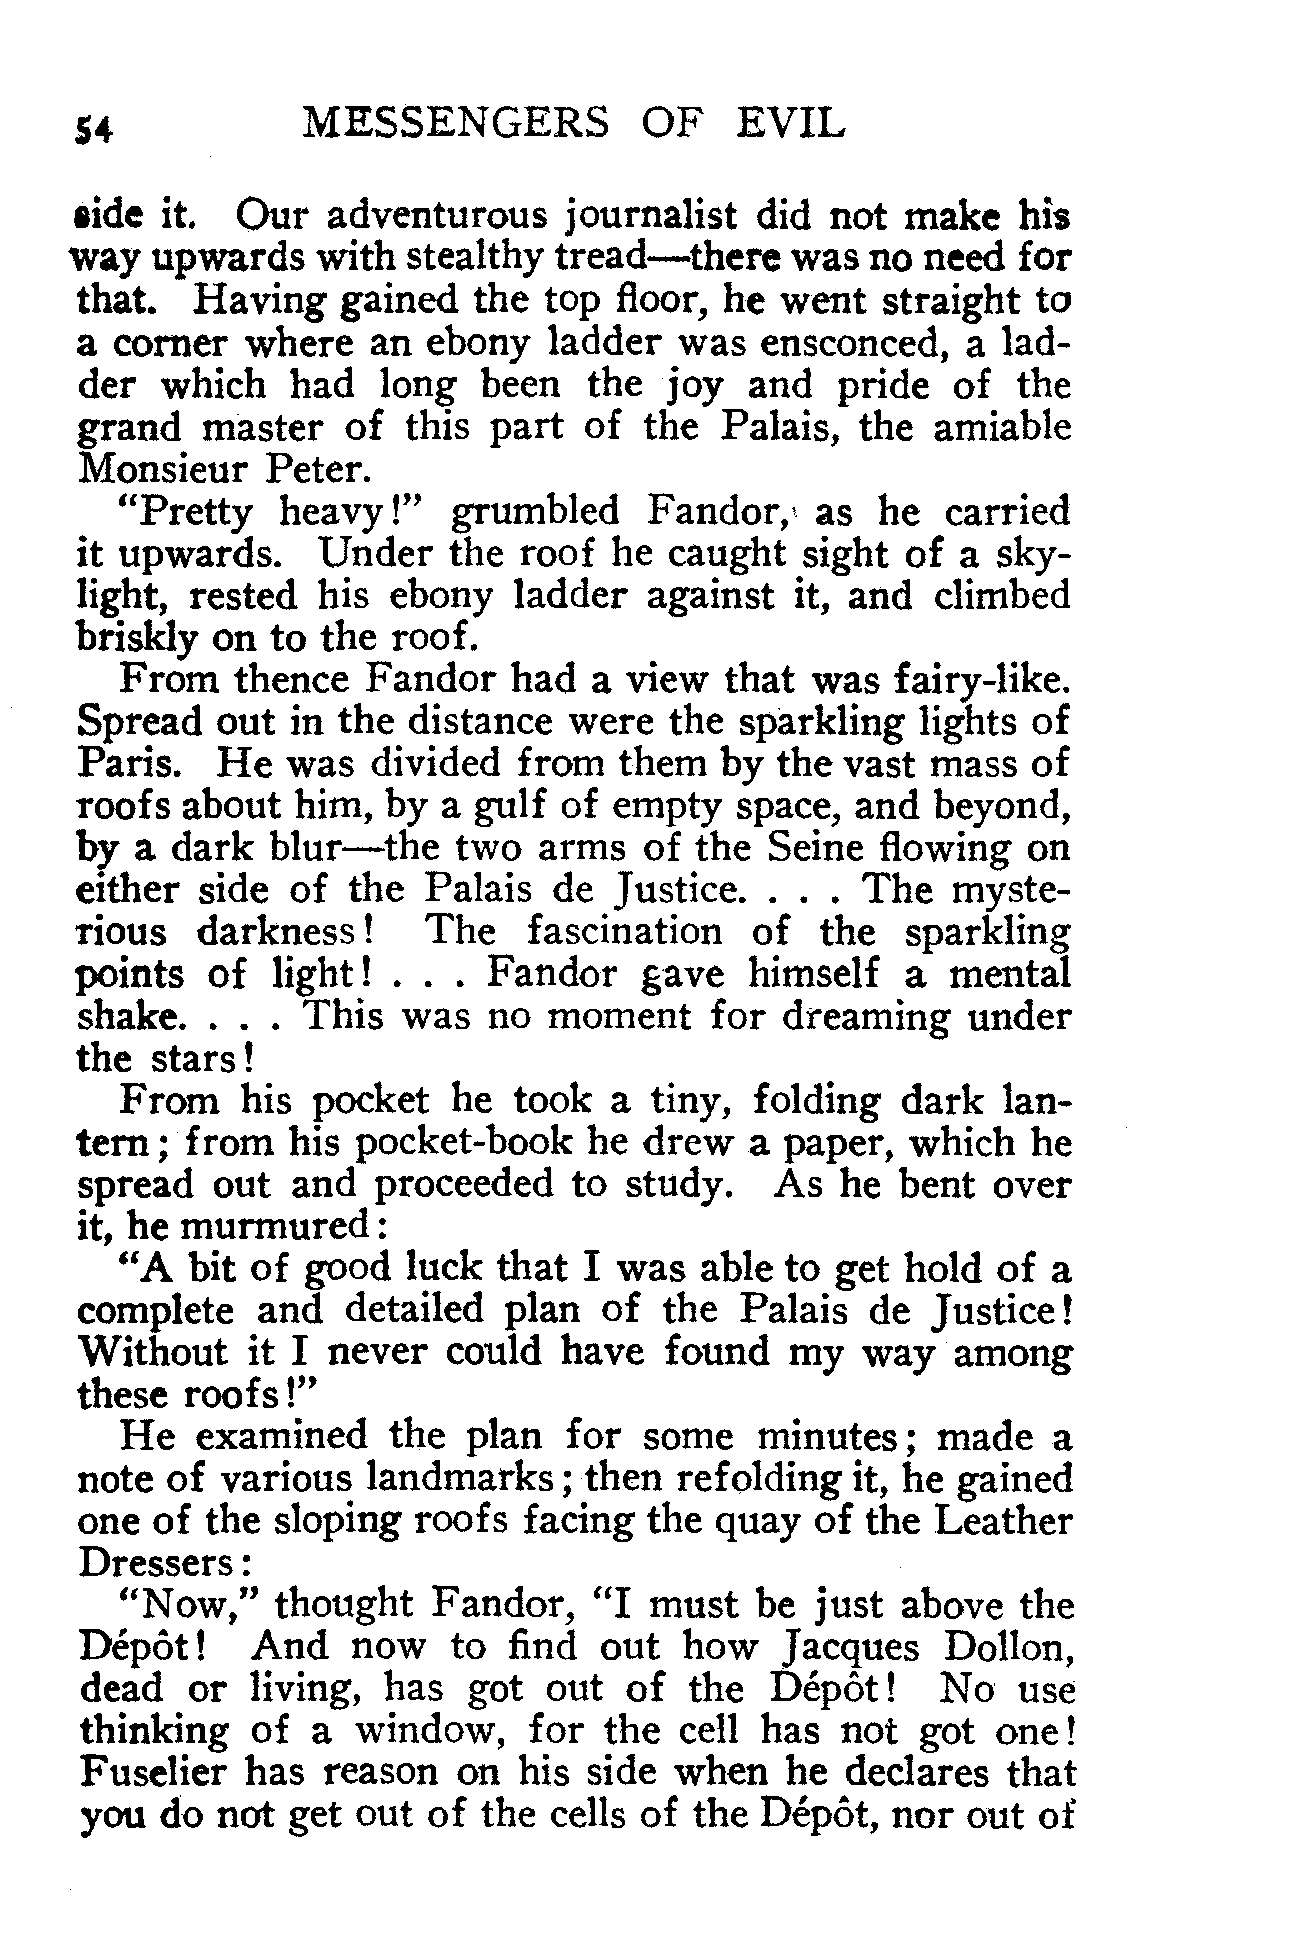 54 MESSENGERS OF EVIL
side it. Our adventurous journalist did not make his
way upwards with stealthy tread—there was no need for
that. Having gained the top floor, he went straight to
a corner where an ebony ladder was ensconced, a lad-
der which had long been the joy and pride of the
grand master of this part of the Palais, the amiable
Monsieur Peter.
"Pretty heavy!" grumbled Fandor, as he carried
it upwards. Under the roof he caught sight of a sky-
light, rested his ebony ladder against it, and climbed
briskly on to the roof.
From thence Fandor had a view that was fairy-like.
Spread out in the distance were the sparkling lights of
Paris. He was divided from them by the vast mass of
roofs about him, by a gulf of empty space, and beyond,
by a dark blur—the two arms of the Seine flowing on
either side of the Palais de Justice. . . . The myste-
rious darkness! The fascination of the sparkling
points of light! . . . Fandor gave himself a mental
shake. . . . This was no moment for dreaming under
the stars!
From his pocket he took a tiny, folding dark lan-
tern; from his pocket-book he drew a paper, which he
spread out and proceeded to study. As he bent over
it, he murmured:
"A bit of good luck that I was able to get hold of a
complete and detailed plan of the Palais de Justice!
Without it I never could have found my way among
these roofs!"
He examined the plan for some minutes; made a
note of various landmarks; then refolding it, he gained
one of the sloping roofs facing the quay of the Leather
Dressers:
"Now," thought Fandor, "I must be just above the
Dépôt! And now to find out how Jacques Dollon,
dead or living, has got out of the Dépôt! No use
thinking of a window, for the cell has not got one!
Fuselier has reason on his side when he declares that
you do not get out of the cells of the Dépôt, nor out of